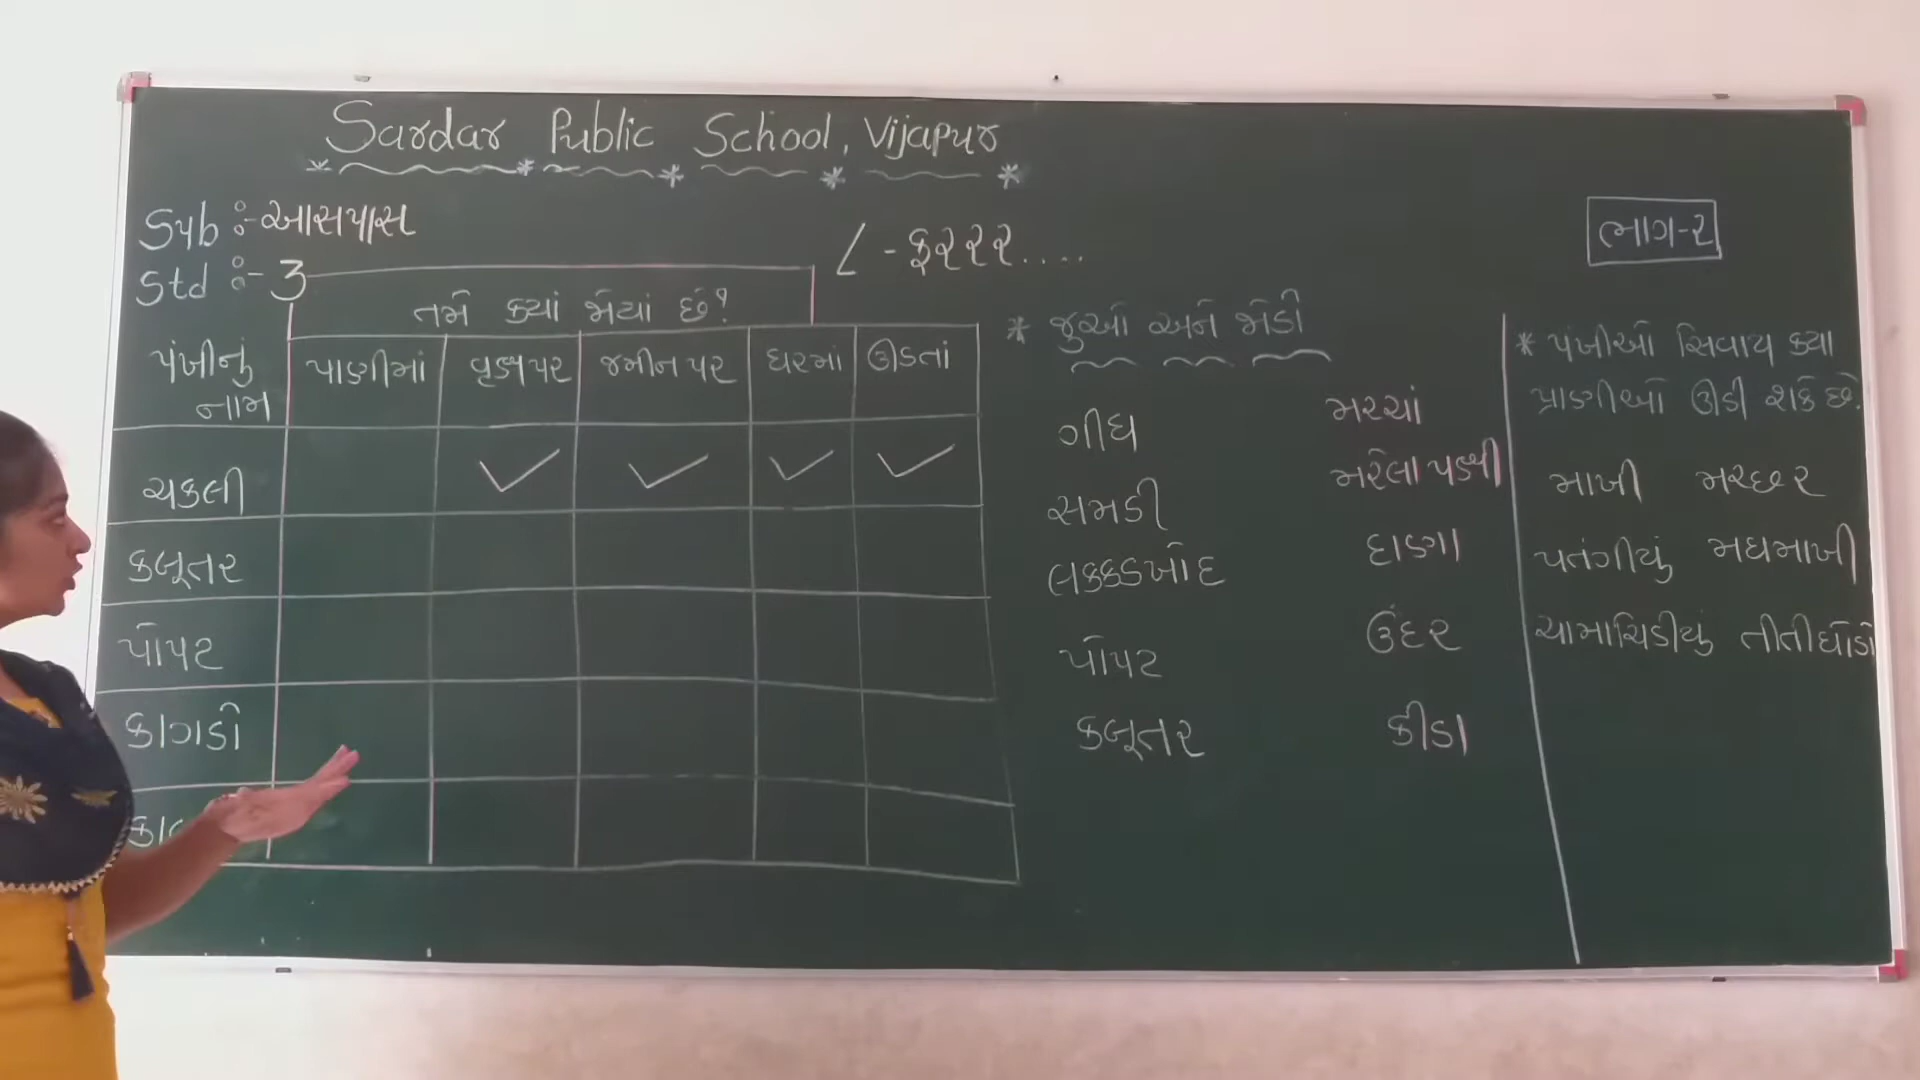 Sardar Public School, Vijapur
Sub :- આસપાસ
Std :- 3
૮ - ફરરર....
ભાગ-૨
તમે ક્યાં જોયાં છે?
પંખીનું નામ પાણીમાં વૃક્ષ પર જમીન પર ઘરમાં ઊડતાં
ચકલી ✓ ✓ ✓ ✓
કબૂતર
પોપટ
કાગડો
* જુઓ અને જોડો
ગીધ મરચાં
સમડી મરેલા પક્ષી
લક્કડખોદ દાણા
પોપટ ઉંદર
કબૂતર કીડા
* પંખીઓ સિવાય ક્યા
પ્રાણીઓ ઊડી શકે છે.
માખી મચ્છર
પતંગીયું મધમાખી
ચામાચિડીયું તીતીઘોડો